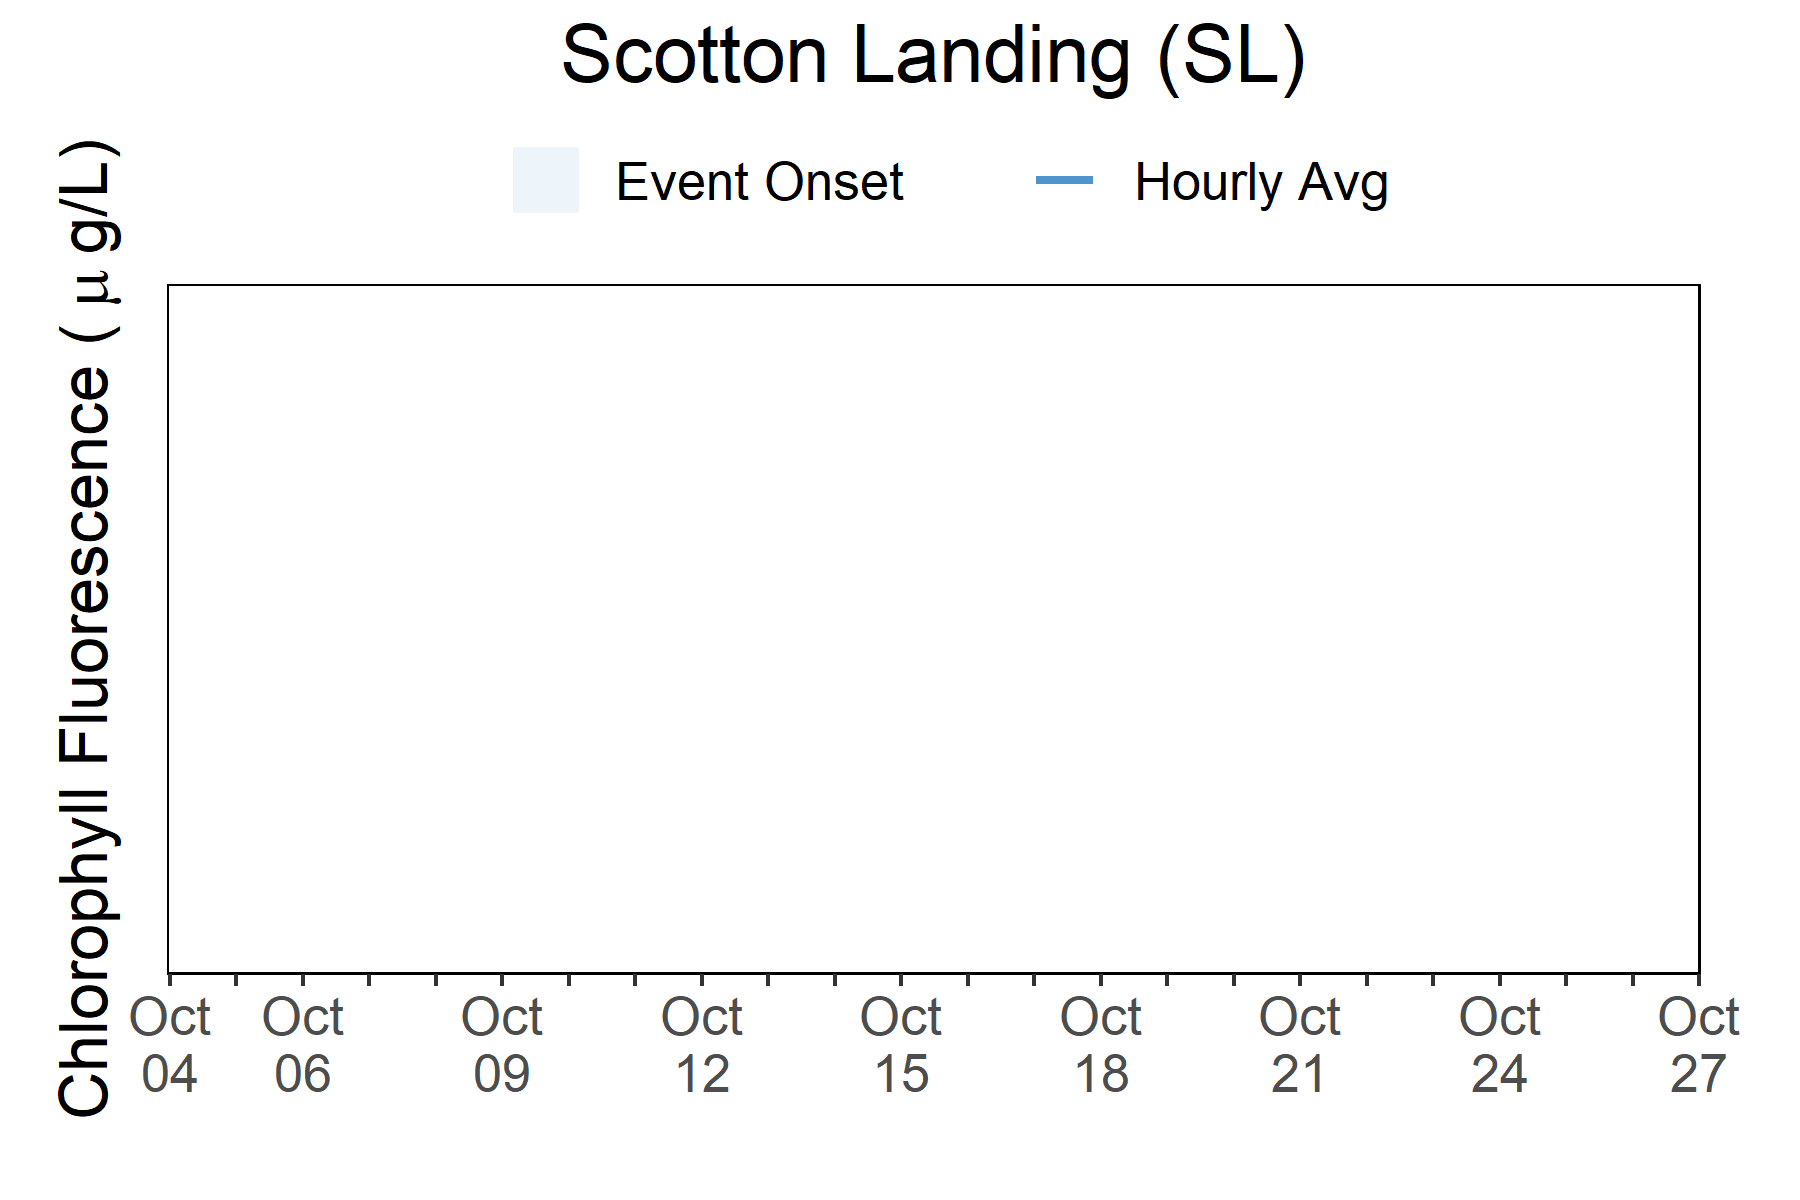 Scotton Landing (SL)
Event Onset
Hourly Avg
Chlorophyll Fluorescence ( μ g/L)
Oct 04
Oct 06
Oct 09
Oct 12
Oct 15
Oct 18
Oct 21
Oct 24
Oct 27